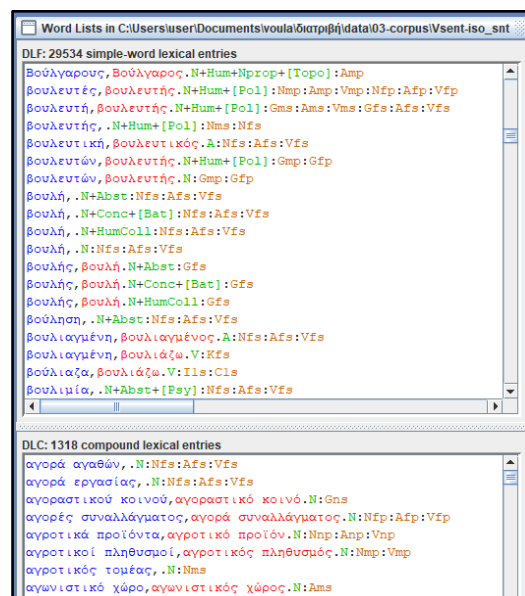 Word Lists in C:\Users\user\Documents\voula\διατριβή\data\03-corpus\Vsent-iso_snt
DLF: 29534 simple-word lexical entries
Βούλγαρους,Βούλγαρος.N+Hum+Nprop+[Topo]:Amp
βουλευτές,βουλευτής.N+Hum+[Pol]:Nmp:Amp:Vmp:Nfp:Afp:Vfp
βουλευτή,βουλευτής.N+Hum+[Pol]:Gms:Ams:Vms:Gfs:Afs:Vfs
βουλευτής,.N+Hum+[Pol]:Nms:Nfs
βουλευτική,βουλευτικός.A:Nfs:Afs:Vfs
βουλευτών,βουλευτής.N+Hum+[Pol]:Gmp:Gfp
βουλευτών,βουλευτής.N:Gmp:Gfp
βουλή,.N+Abst:Nfs:Afs:Vfs
βουλή,.N+Conc+[Bat]:Nfs:Afs:Vfs
βουλή,.N+HumColl:Nfs:Afs:Vfs
βουλή,.N:Nfs:Afs:Vfs
βουλής,βουλή.N+Abst:Gfs
βουλής,βουλή.N+Conc+[Bat]:Gfs
βουλής,βουλή.N+HumColl:Gfs
βούληση,.N+Abst:Nfs:Afs:Vfs
βουλιαγμένη,βουλιαγμένος.A:Nfs:Afs:Vfs
βουλιαγμένη,βουλιάζω.V:Kfs
βούλιαζα,βουλιάζω.V:I1s:C1s
βουλιμία,.N+Abst+[Psy]:Nfs:Afs:Vfs
DLC: 1318 compound lexical entries
αγορά αγαθών,.N:Nfs:Afs:Vfs
αγορά εργασίας,.N:Nfs:Afs:Vfs
αγοραστικού κοινού,αγοραστικό κοινό.N:Gns
αγορές συναλλάγματος,αγορά συναλλάγματος.N:Nfp:Afp:Vfp
αγροτικά προϊόντα,αγροτικό προϊόν.N:Nnp:Anp:Vnp
αγροτικοί πληθυσμοί,αγροτικός πληθυσμός.N:Nmp:Vmp
αγροτικός τομέας,.N:Nms
αγωνιστικό χώρο,αγωνιστικός χώρος.N:Ams